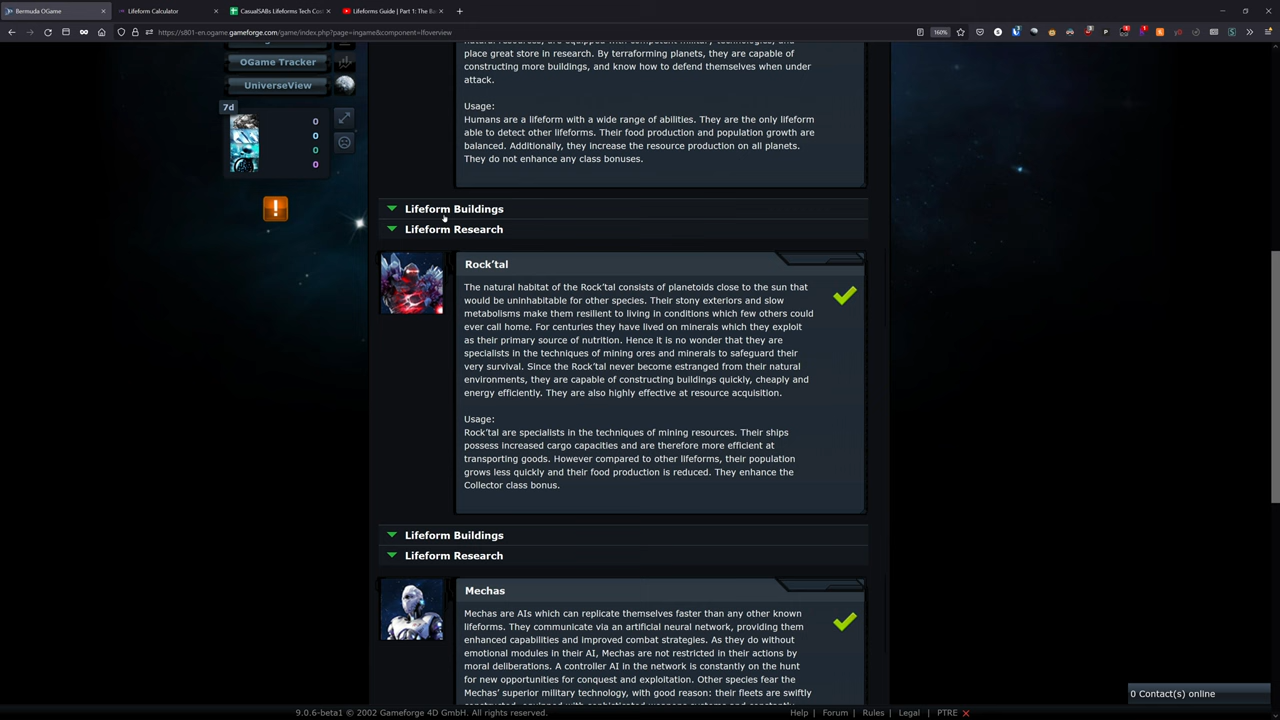 Bermuda OGame
Lifeform Calculator
CasualSABs Lifeforms Tech Cost
Lifeforms Guide | Part 1: The Ba
https://s801-en.ogame.gameforge.com/game/index.php?page=ingame&component=lfoverview
160%
OGame Tracker
UniverseView
7d
0
0
0
0
place great store in research. By terraforming planets, they are capable of
constructing more buildings, and know how to defend themselves when under
attack.
Usage:
Humans are a lifeform with a wide range of abilities. They are the only lifeform
able to detect other lifeforms. Their food production and population growth are
balanced. Additionally, they increase the resource production on all planets.
They do not enhance any class bonuses.
Lifeform Buildings
Lifeform Research
Rock'tal
The natural habitat of the Rock'tal consists of planetoids close to the sun that
would be uninhabitable for other species. Their stony exteriors and slow
metabolisms make them resilient to living in conditions which few others could
ever call home. For centuries they have lived on minerals which they exploit
as their primary source of nutrition. Hence it is no wonder that they are
specialists in the techniques of mining ores and minerals to safeguard their
very survival. Since the Rock'tal never become estranged from their natural
environments, they are capable of constructing buildings quickly, cheaply and
energy efficiently. They are also highly effective at resource acquisition.
Usage:
Rock'tal are specialists in the techniques of mining resources. Their ships
possess increased cargo capacities and are therefore more efficient at
transporting goods. However compared to other lifeforms, their population
grows less quickly and their food production is reduced. They enhance the
Collector class bonus.
Lifeform Buildings
Lifeform Research
Mechas
Mechas are AIs which can replicate themselves faster than any other known
lifeforms. They communicate via an artificial neural network, providing them
enhanced capabilities and improved combat strategies. As they do without
emotional modules in their AI, Mechas are not restricted in their actions by
moral deliberations. A controller AI in the network is constantly on the hunt
for new opportunities for conquest and exploitation. Other species fear the
Mechas' superior military technology, with good reason: their fleets are swiftly
0 Contact(s) online
9.0.6-beta1 © 2002 Gameforge 4D GmbH. All rights reserved.
Help | Forum | Rules | Legal | PTRE X